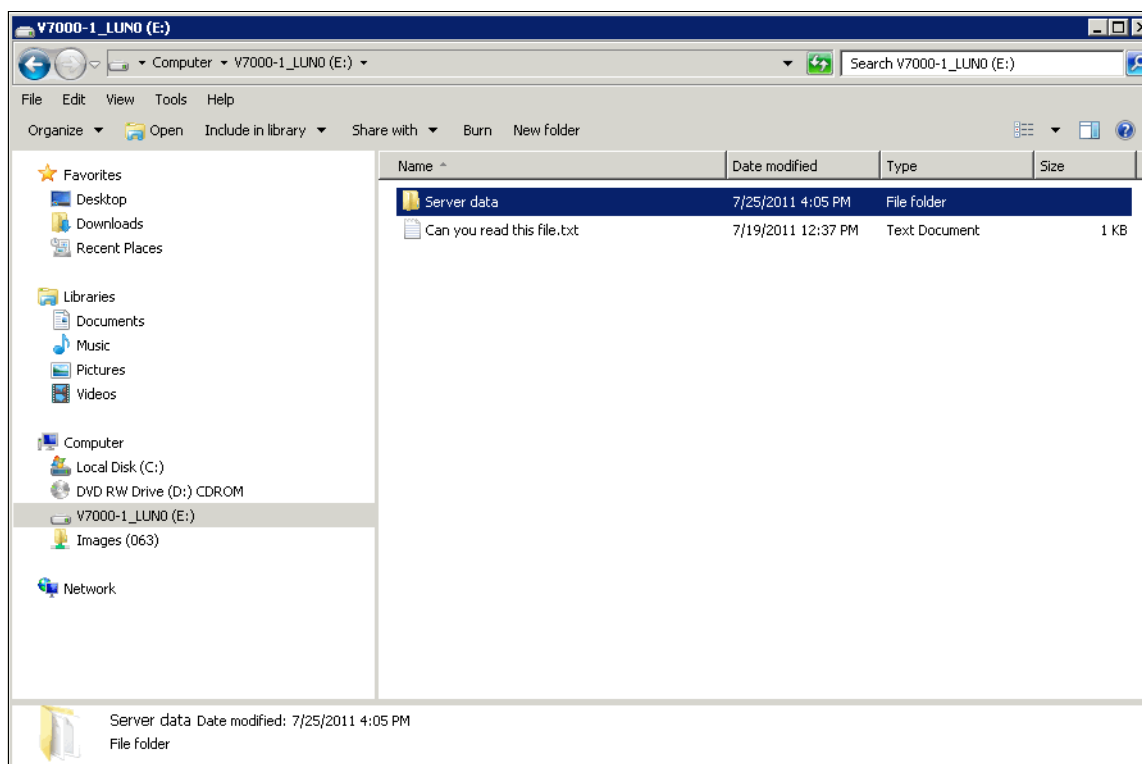 V7000-1_LUN0 (E:)
Computer V7000-1_LUN0 (E:) Search V7000-1_LUN0 (E:)
File Edit View Tools Help
Organize Open Include in library Share with Burn New folder
Name Date modified Type Size
Favorites
Desktop
Downloads
Recent Places
Libraries
Documents
Music
Pictures
Videos
Computer
Local Disk (C:)
DVD RW Drive (D:) CDROM
V7000-1_LUN0 (E:)
Images (063)
Network
Server data 7/25/2011 4:05 PM File folder
Can you read this file.txt 7/19/2011 12:37 PM Text Document 1 KB
Server data Date modified: 7/25/2011 4:05 PM
File folder